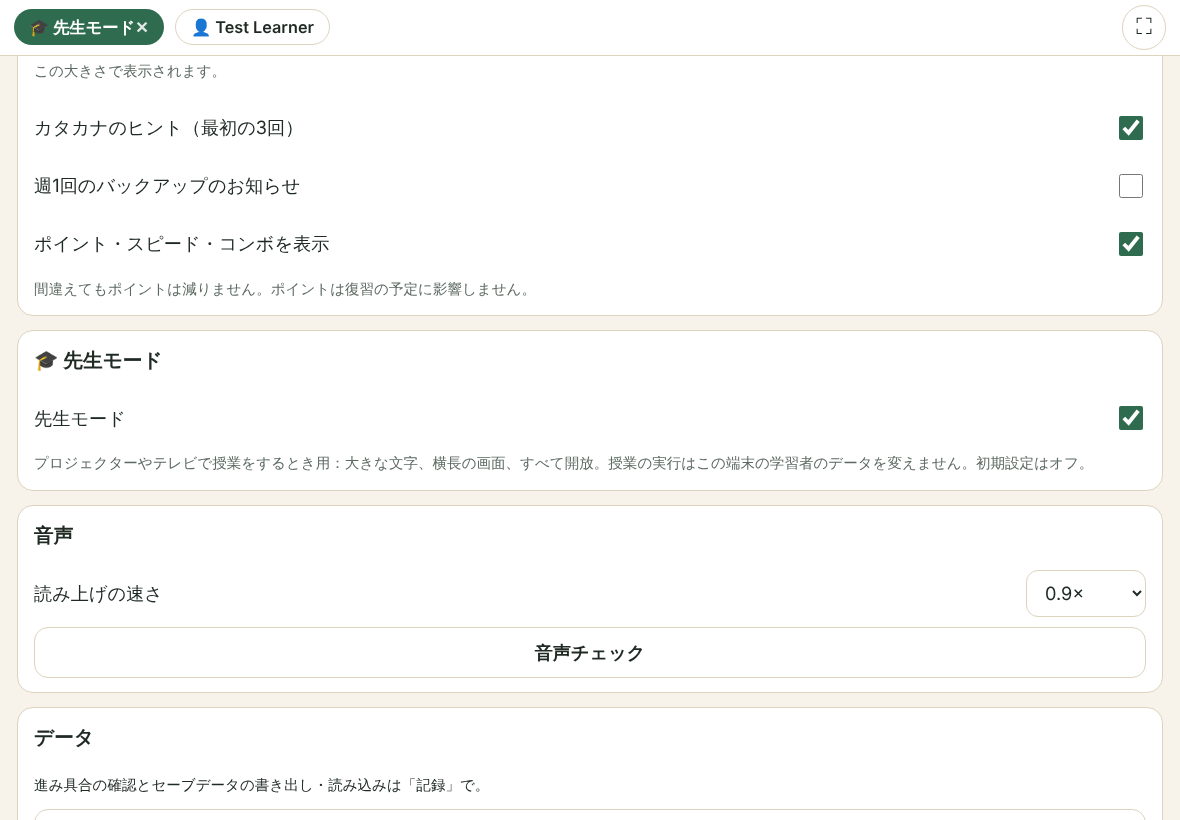 🎓 先生モード✕
👤 Test Learner
この大きさで表示されます。
カタカナのヒント（最初の3回）
週1回のバックアップのお知らせ
ポイント・スピード・コンボを表示
間違えてもポイントは減りません。ポイントは復習の予定に影響しません。
🎓 先生モード
先生モード
プロジェクターやテレビで授業をするとき用：大きな文字、横長の画面、すべて開放。授業の実行はこの端末の学習者のデータを変えません。初期設定はオフ。
音声
読み上げの速さ
0.9×
音声チェック
データ
進み具合の確認とセーブデータの書き出し・読み込みは「記録」で。